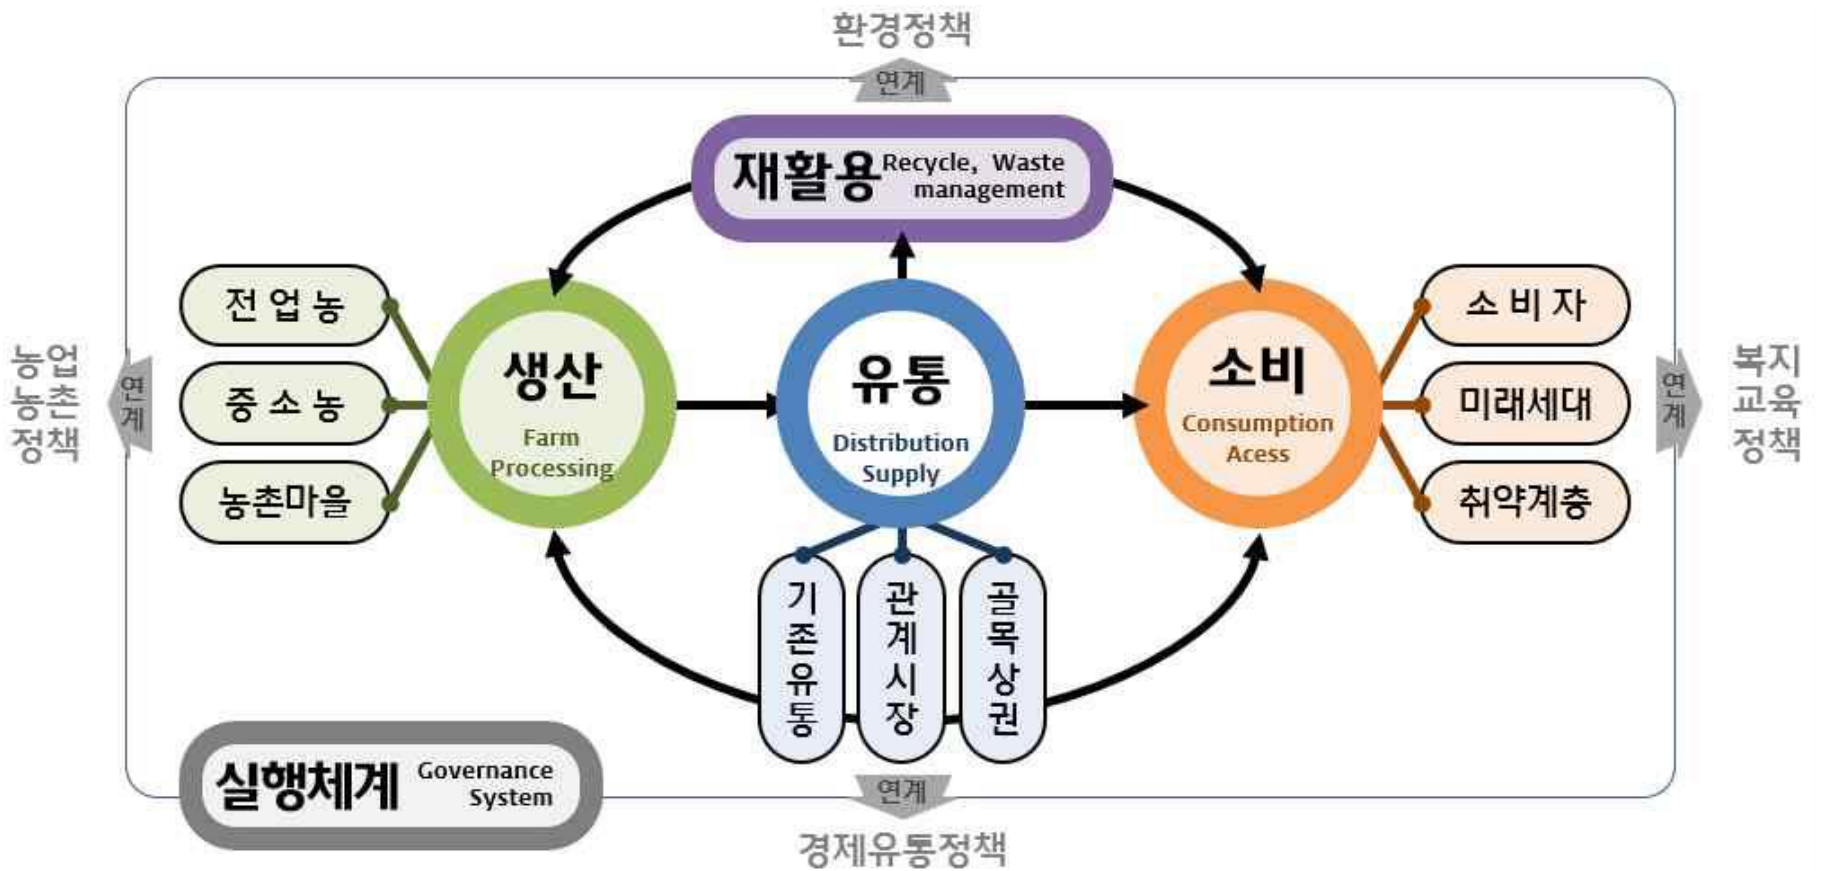 환경정책
연계
재활용
Recycle, Waste
management
전 업 농
중 소 농
농촌마을
농업
농촌
정책
연
계
생산
Farm
Processing
유통
Distribution
Supply
소비
Consumption
Acess
소 비 자
미래세대
취약계층
연
계
복지
교육
정책
기
존
유
통
관
계
시
장
골
목
상
권
실행체계
Governance
System
연계
경제유통정책